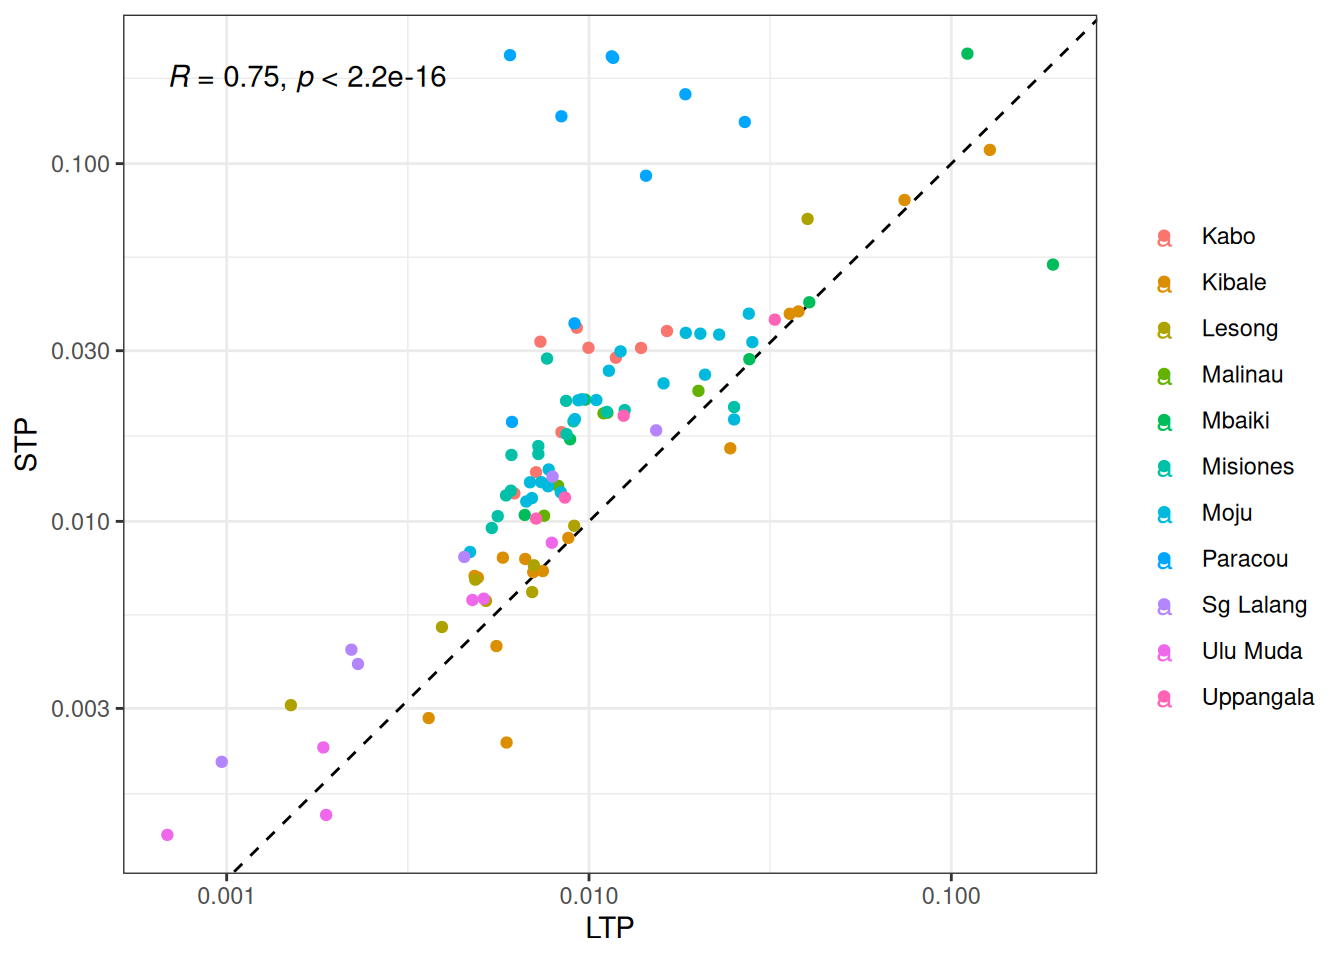 R = 0.75, p < 2.2e-16
0.100
0.030
0.010
0.003
STP
0.001
0.010
0.100
LTP
a Kabo
a Kibale
a Lesong
a Malinau
a Mbaiki
a Misiones
a Moju
a Paracou
a Sg Lalang
a Ulu Muda
a Uppangala